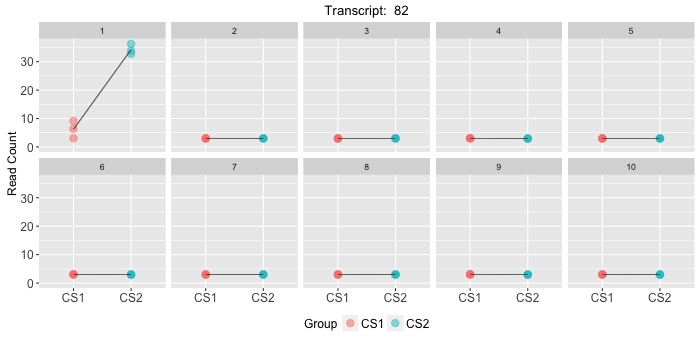 Transcript: 82
1 2 3 4 5
30
20
10
0
Read Count
6 7 8 9 10
30
20
10
0
CS1 CS2 CS1 CS2 CS1 CS2 CS1 CS2 CS1 CS2
Group CS1 CS2